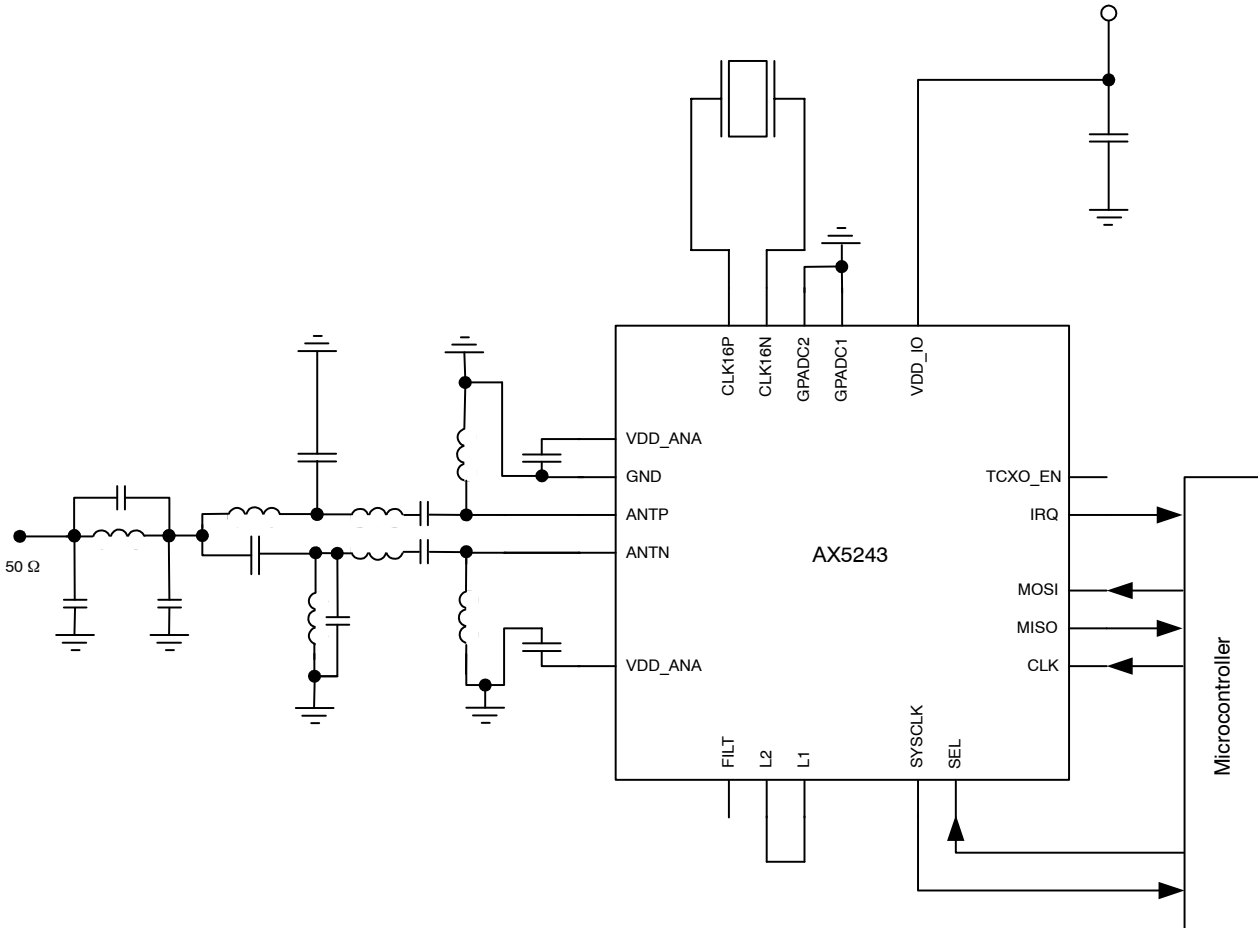 CLK16P
CLK16N
GPADC2
GPADC1
VDD_IO
VDD_ANA
GND
ANTP
ANTN
VDD_ANA
50 Ω
AX5243
TCXO_EN
IRQ
MOSI
MISO
CLK
FILT
L2
L1
SYSCLK
SEL
Microcontroller